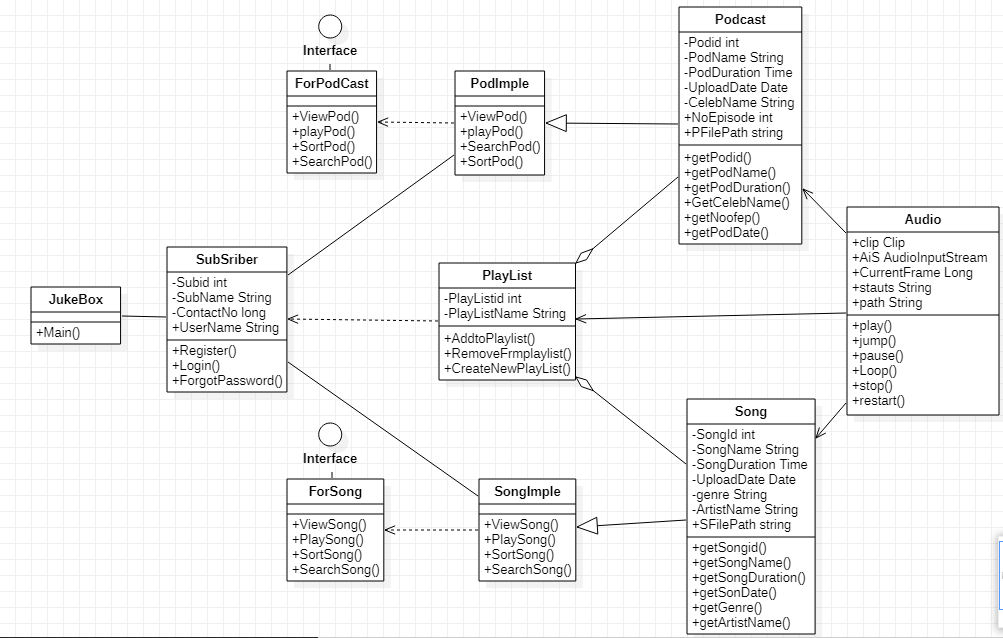 Interface
ForPodCast
+ViewPod()
+playPod()
+SortPod()
+SearchPod()
PodImple
+ViewPod()
+playPod()
+SearchPod()
+SortPod()
Podcast
-Podid int
-PodName String
-PodDuration Time
-UploadDate Date
-CelebName String
+NoEpisode int
+PFilePath string
+getPodid()
+getPodName()
+getPodDuration()
+GetCelebName()
+getNoofep()
+getPodDate()
Audio
+clip Clip
+AiS AudioInputStream
+CurrentFrame Long
+stauts String
+path String
+play()
+jump()
+pause()
+Loop()
+stop()
+restart()
JukeBox
+Main()
SubSriber
-Subid int
-SubName String
-ContactNo long
+UserName String
+Register()
+Login()
+ForgotPassword()
PlayList
-PlayListid int
-PlayListName String
+AddtoPlaylist()
+RemoveFrmplaylist()
+CreateNewPlayList()
Interface
ForSong
+ViewSong()
+PlaySong()
+SortSong()
+SearchSong()
SongImple
+ViewSong()
+PlaySong()
+SortSong()
+SearchSong()
Song
-SongId int
-SongName String
-SongDuration Time
-UploadDate Date
-genre String
-ArtistName String
+SFilePath string
+getSongid()
+getSongName()
+getSongDuration()
+getSonDate()
+getGenre()
+getArtistName()